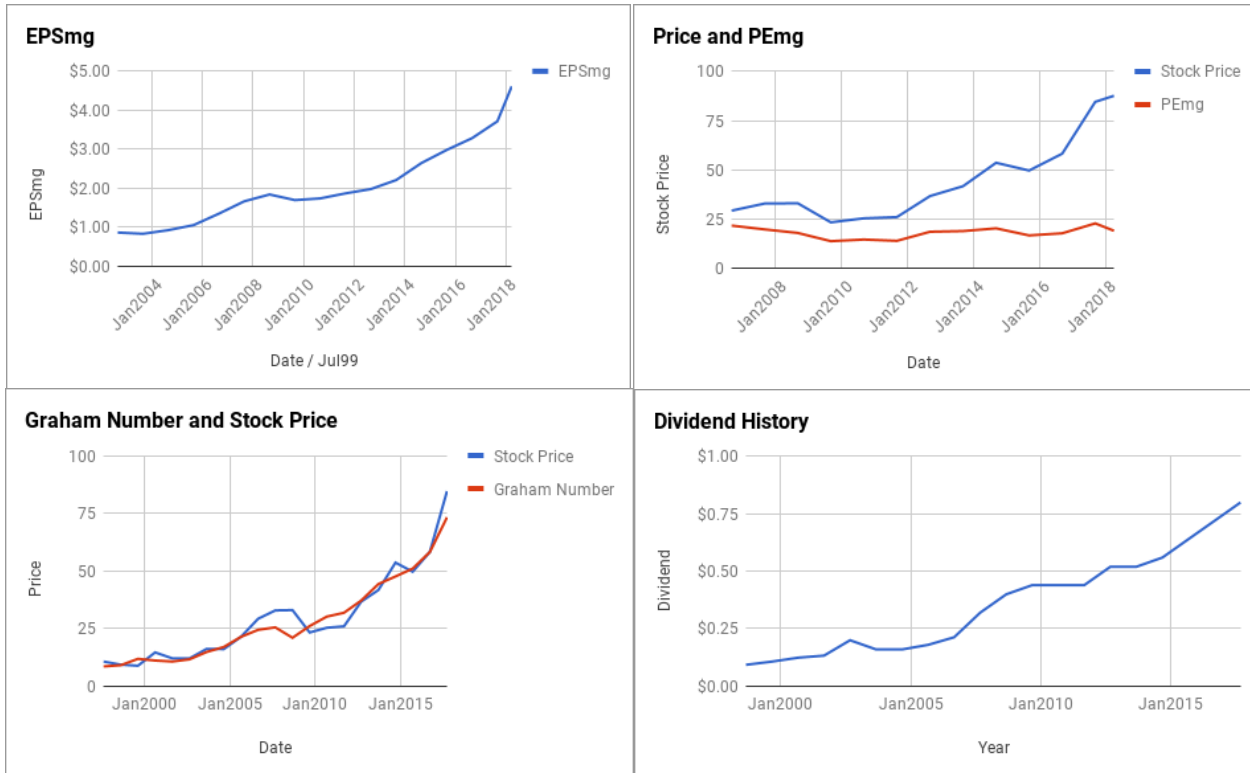 EPSmg
$5.00
$4.00
$3.00
$2.00
$1.00
$0.00
EPSmg
Jan2004
Jan2006
Jan2008
Jan2010
Jan2012
Jan2014
Jan2016
Jan2018
Date / Jul99
EPSmg
Price and PEmg
100
75
50
25
0
Stock Price
Jan2008
Jan2010
Jan2012
Jan2014
Jan2016
Jan2018
Date
Stock Price
PEmg
Graham Number and Stock Price
100
75
50
25
0
Price
Jan2000
Jan2005
Jan2010
Jan2015
Date
Stock Price
Graham Number
Dividend History
$1.00
$0.75
$0.50
$0.25
$0.00
Dividend
Jan2000
Jan2005
Jan2010
Jan2015
Year